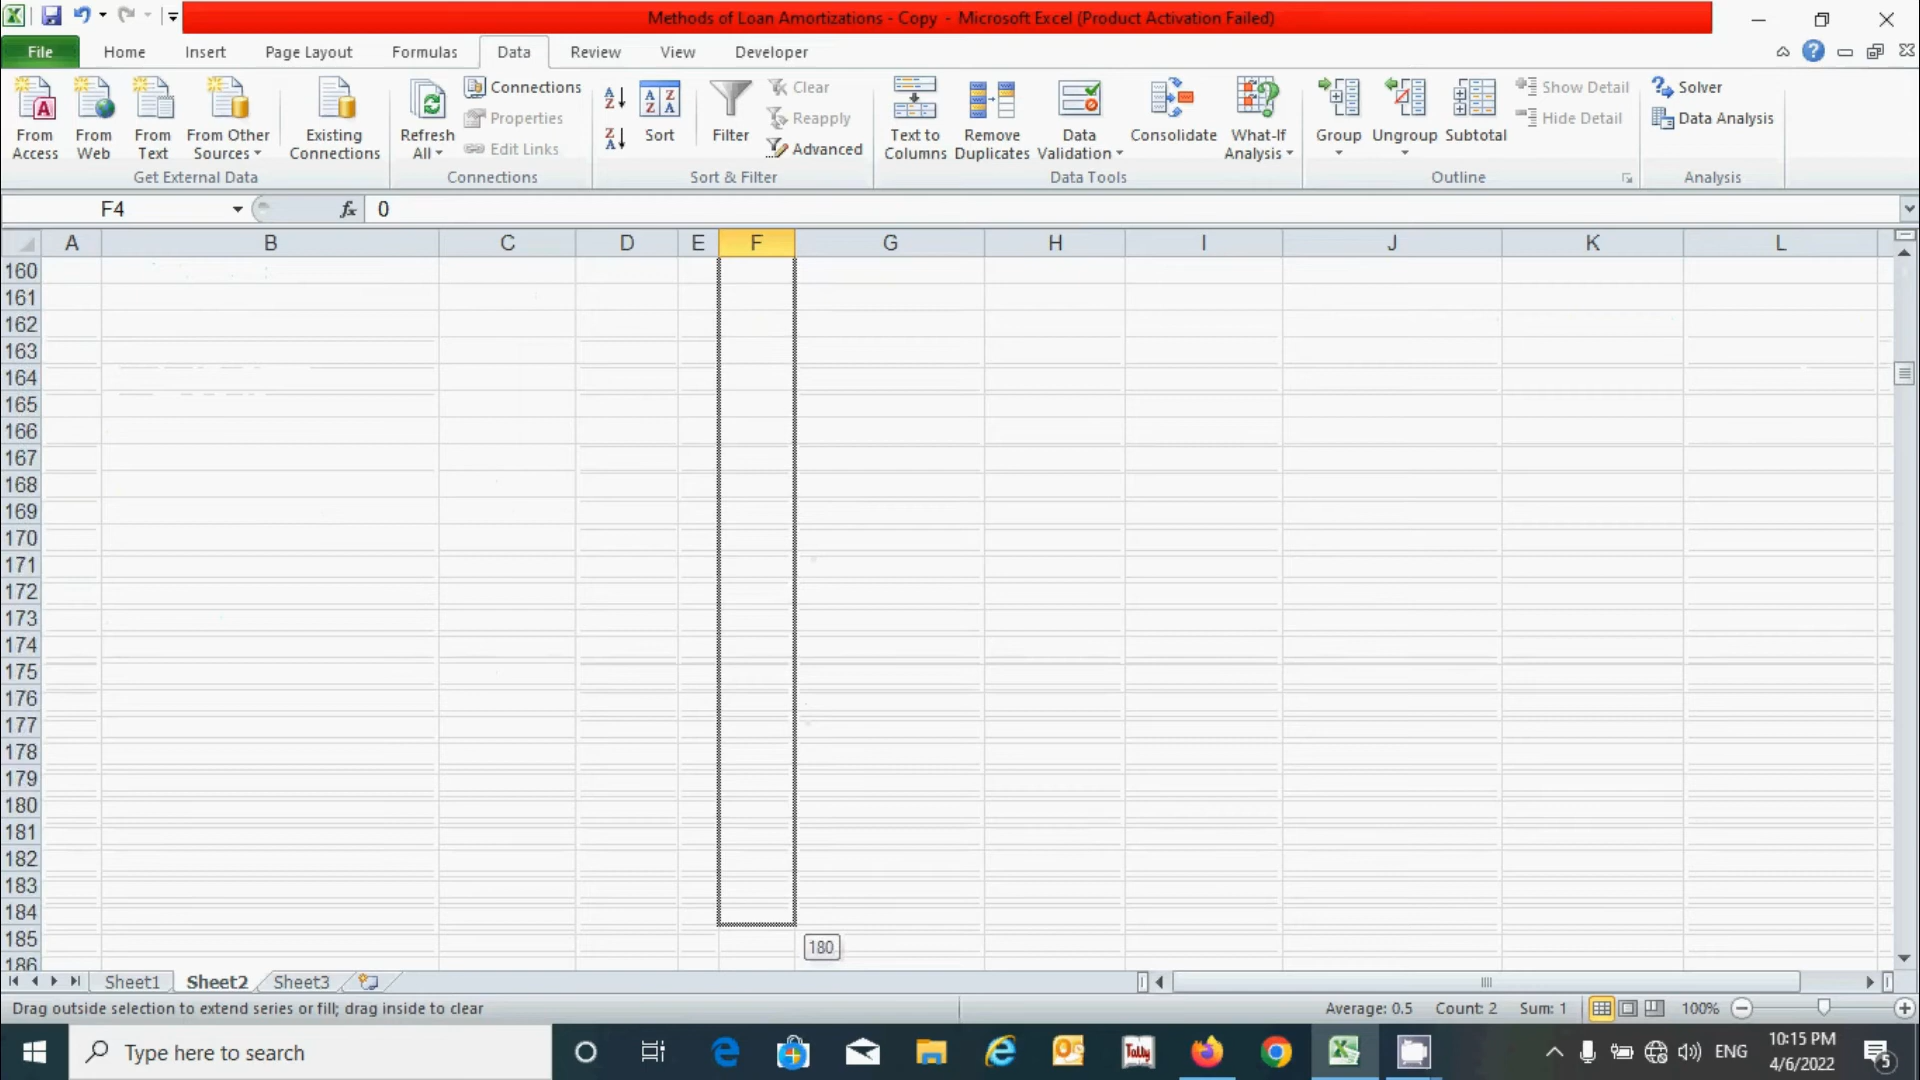 Methods of Loan Amortizations - Copy - Microsoft Excel (Product Activation Failed)
File Home Insert Page Layout Formulas Data Review View Developer
From Access From Web From Text From Other Sources Existing Connections
Get External Data
Refresh All Connections Properties Edit Links
Connections
Sort Filter Clear Reapply Advanced
Sort & Filter
Text to Columns Remove Duplicates Data Validation Consolidate What-If Analysis
Data Tools
Group Ungroup Subtotal Show Detail Hide Detail
Outline
Solver
Data Analysis
Analysis
F4 fx 0
A B C D E F G H I J K L
160
161
162
163
164
165
166
167
168
169
170
171
172
173
174
175
176
177
178
179
180
181
182
183
184
185
180
186
Sheet1 Sheet2 Sheet3
Drag outside selection to extend series or fill; drag inside to clear
Average: 0.5 Count: 2 Sum: 1 100%
Type here to search
Tally
ENG
10:15 PM
4/6/2022
5